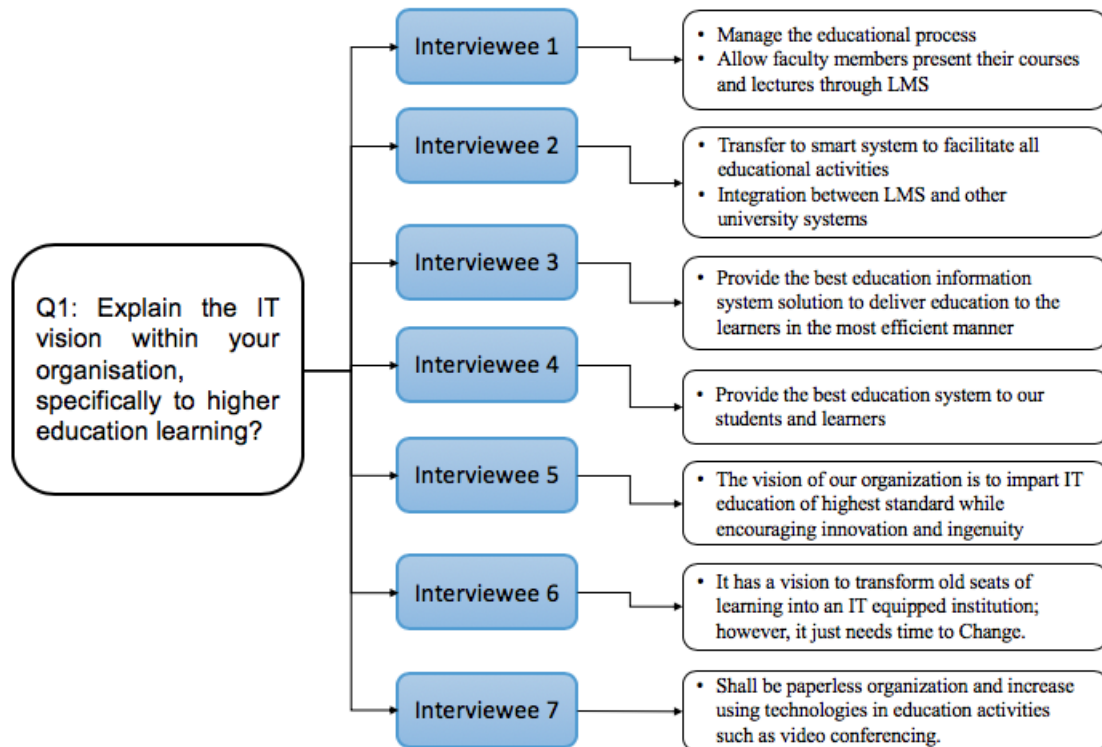 Q1: Explain the IT
vision within your
organisation,
specifically to higher
education learning?
Interviewee 1
• Manage the educational process
• Allow faculty members present their courses
and lectures through LMS
Interviewee 2
• Transfer to smart system to facilitate all
educational activities
• Integration between LMS and other
university systems
Interviewee 3
• Provide the best education information
system solution to deliver education to the
learners in the most efficient manner
Interviewee 4
• Provide the best education system to our
students and learners
Interviewee 5
• The vision of our organization is to impart IT
education of highest standard while
encouraging innovation and ingenuity
Interviewee 6
• It has a vision to transform old seats of
learning into an IT equipped institution;
however, it just needs time to Change.
Interviewee 7
• Shall be paperless organization and increase
using technologies in education activities
such as video conferencing.